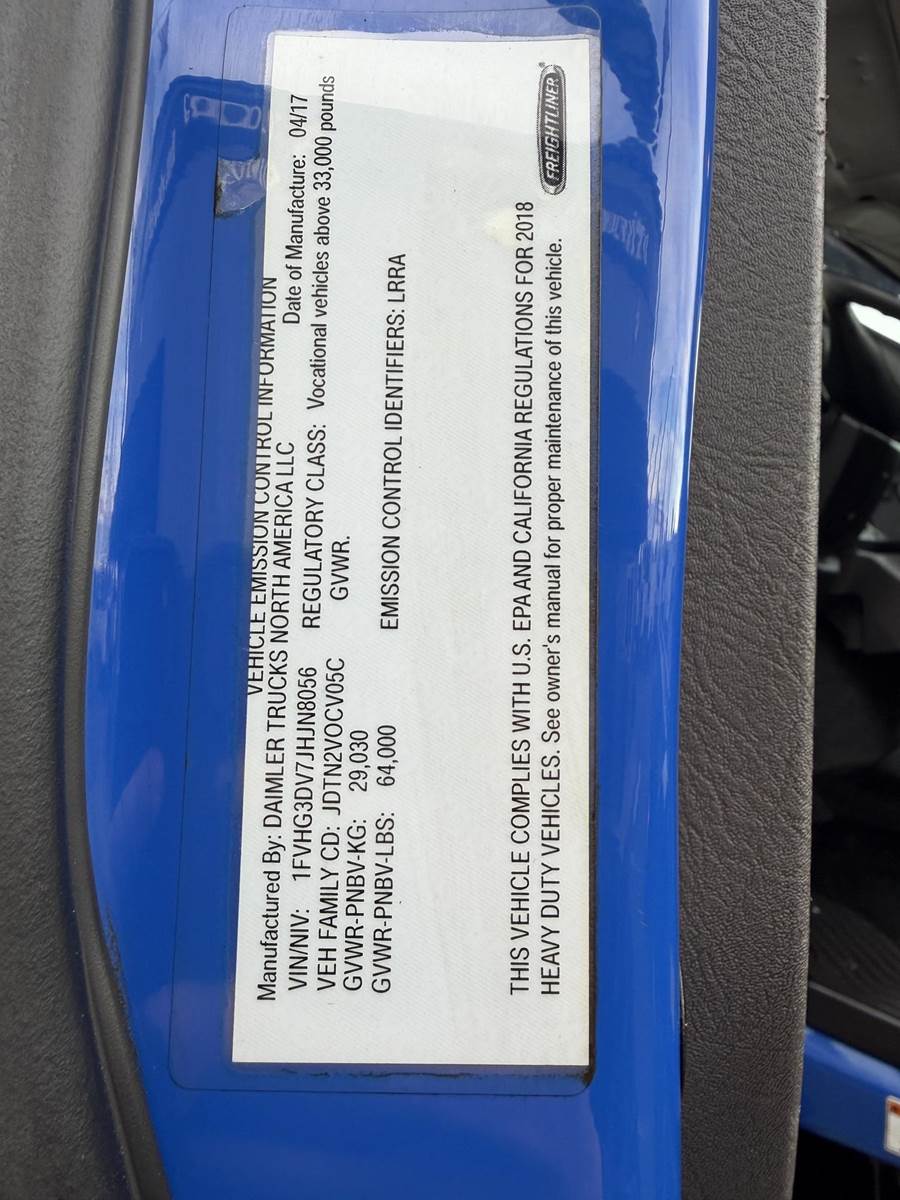 VEHICLE EMISSION CONTROL INFORMATION
Manufactured By: DAIMLER TRUCKS NORTH AMERICA LLC
Date of Manufacture: 04/17
VIN/NIV: 1FVHG3DV7JHJN8056
REGULATORY CLASS: Vocational vehicles above 33,000 pounds
GVWR.
VEH FAMILY CD: JDTN2VOCV05C
GVWR-PNBV-KG: 29,030
GVWR-PNBV-LBS: 64,000
EMISSION CONTROL IDENTIFIERS: LRRA
THIS VEHICLE COMPLIES WITH U.S. EPA AND CALIFORNIA REGULATIONS FOR 2018
HEAVY DUTY VEHICLES. See owner's manual for proper maintenance of this vehicle.
FREIGHTLINER